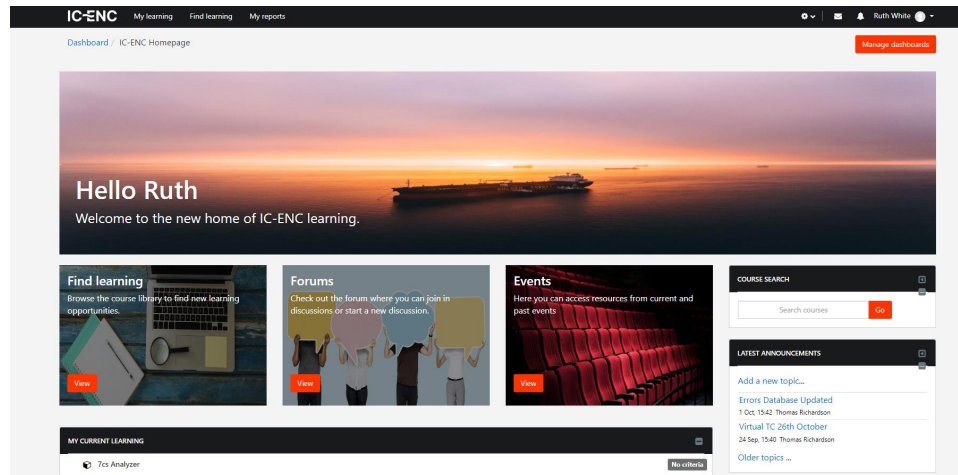 IC-ENC My learning Find learning My reports Ruth White
Dashboard / IC-ENC Homepage
Manage dashboards
Hello Ruth
Welcome to the new home of IC-ENC learning.
Find learning
Browse the course library to find new learning
opportunities.
View
Forums
Check out the forum where you can join in
discussions or start a new discussion.
View
Events
Here you can access resources from current and
past events
View
COURSE SEARCH
Search courses Go
LATEST ANNOUNCEMENTS
Add a new topic...
Errors Database Updated
1 Oct, 15:42 Thomas Richardson
Virtual TC 26th October
24 Sep, 15:40 Thomas Richardson
Older topics ...
MY CURRENT LEARNING
7cs Analyzer No criteria